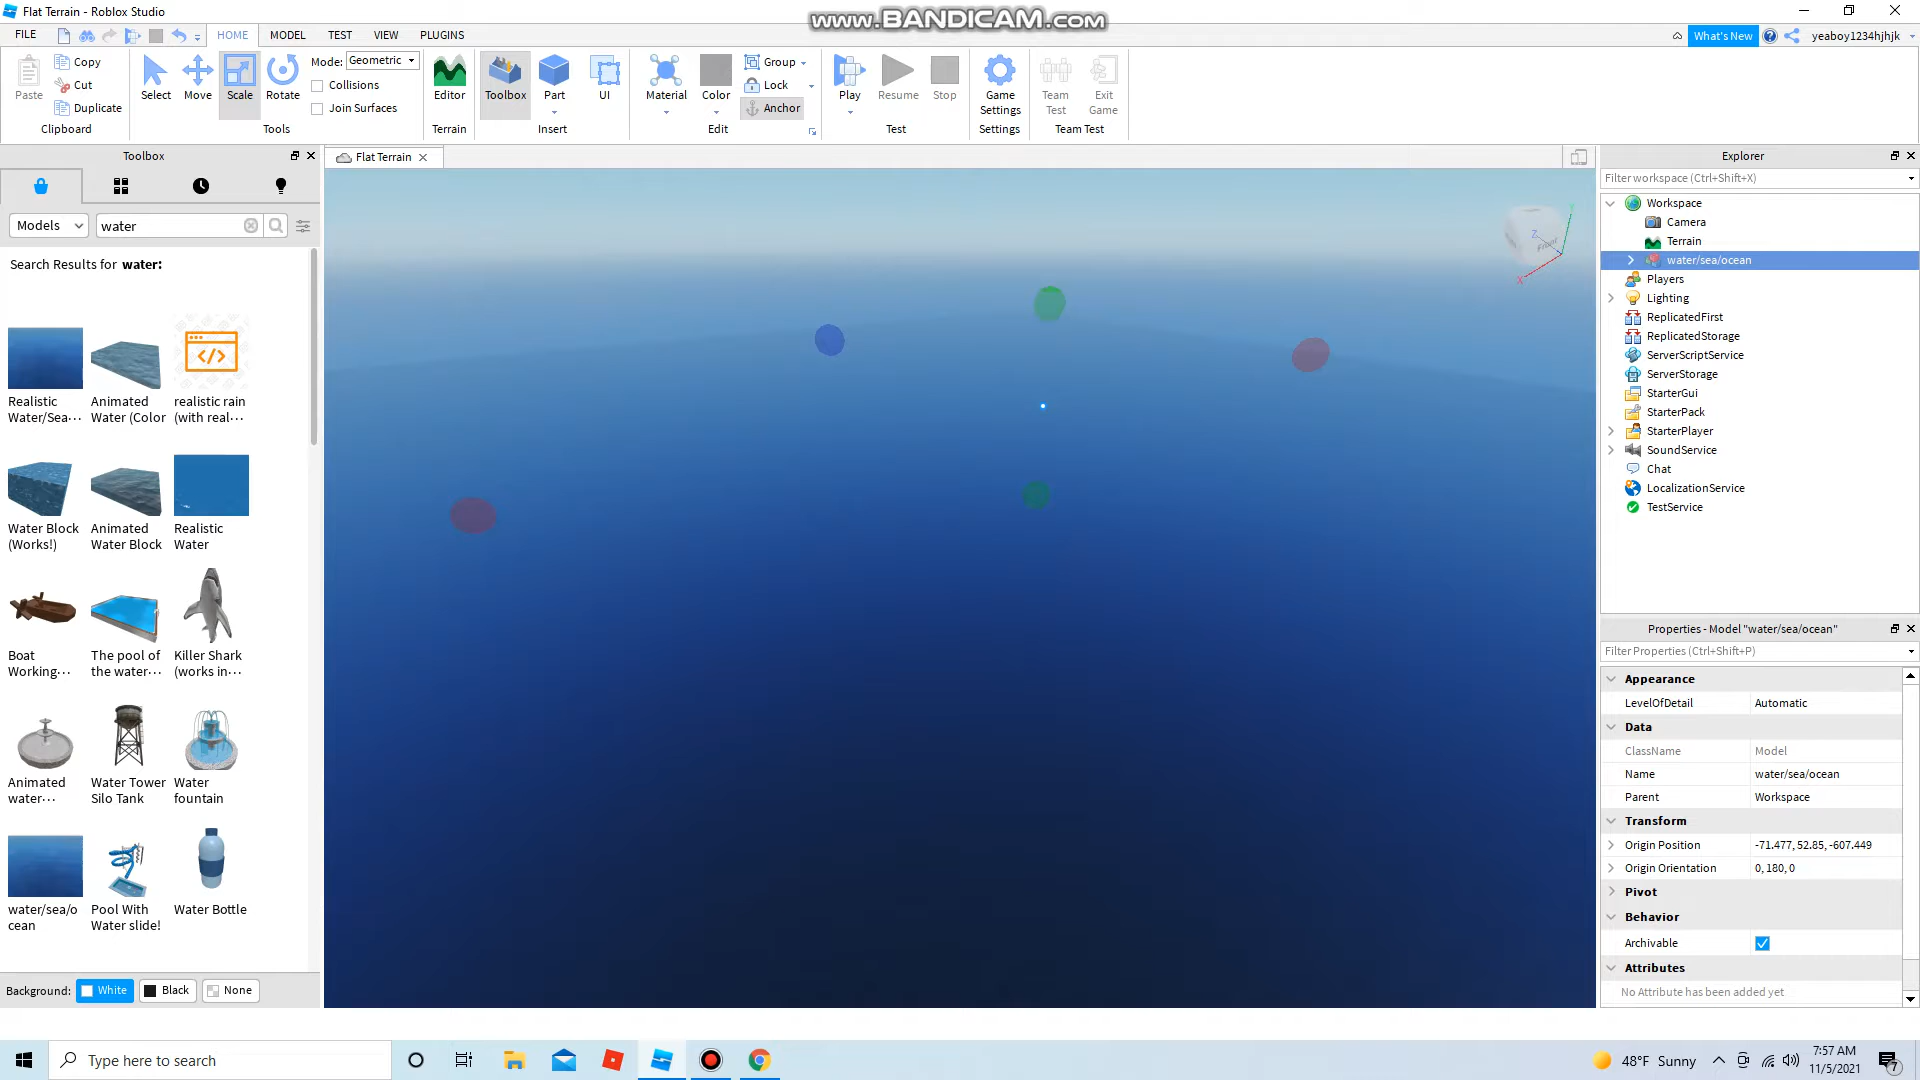 Flat Terrain - Roblox Studio
www.BANDICAM.com
FILE HOME MODEL TEST VIEW PLUGINS What's New yeaboy1234hjhjk
Paste Copy Cut Duplicate Clipboard
Select Move Scale Rotate Mode: Geometric Collisions Join Surfaces Tools
Editor Terrain
Toolbox Part UI Insert
Material Color Group Lock Anchor Edit
Play Resume Stop Test
Game Settings Settings
Team Test Exit Game Team Test
Toolbox
Models water
Search Results for water:
Realistic Water/Sea···
Animated Water (Color
realistic rain (with real···
Water Block (Works!)
Animated Water Block
Realistic Water
Boat Working···
The pool of the water···
Killer Shark (works in···
Animated water···
Water Tower Silo Tank
Water fountain
water/sea/o cean
Pool With Water slide!
Water Bottle
Background: White Black None
Flat Terrain
Front
X
Y
Z
Explorer
Filter workspace (Ctrl+Shift+X)
Workspace
Camera
Terrain
water/sea/ocean
Players
Lighting
ReplicatedFirst
ReplicatedStorage
ServerScriptService
ServerStorage
StarterGui
StarterPack
StarterPlayer
SoundService
Chat
LocalizationService
TestService
Properties - Model "water/sea/ocean"
Filter Properties (Ctrl+Shift+P)
Appearance
LevelOfDetail Automatic
Data
ClassName Model
Name water/sea/ocean
Parent Workspace
Transform
Origin Position -71.477, 52.85, -607.449
Origin Orientation 0, 180, 0
Pivot
Behavior
Archivable
Attributes
No Attribute has been added yet
Type here to search
48°F Sunny
7:57 AM
11/5/2021
7